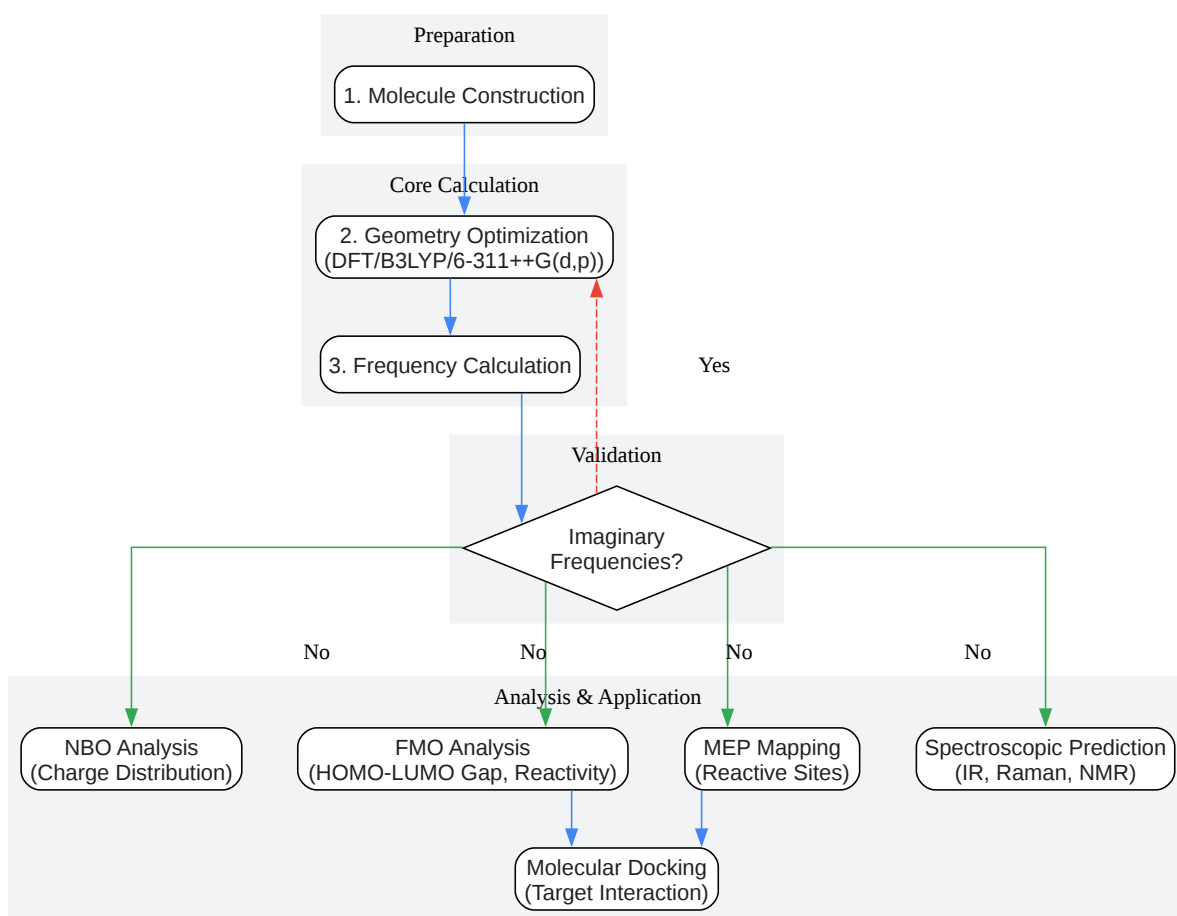 Preparation
1. Molecule Construction
Core Calculation
2. Geometry Optimization
(DFT/B3LYP/6-311++G(d,p))
3. Frequency Calculation
Yes
Validation
Imaginary
Frequencies?
No
No
No
No
Analysis & Application
NBO Analysis
(Charge Distribution)
FMO Analysis
(HOMO-LUMO Gap, Reactivity)
MEP Mapping
(Reactive Sites)
Spectroscopic Prediction
(IR, Raman, NMR)
Molecular Docking
(Target Interaction)